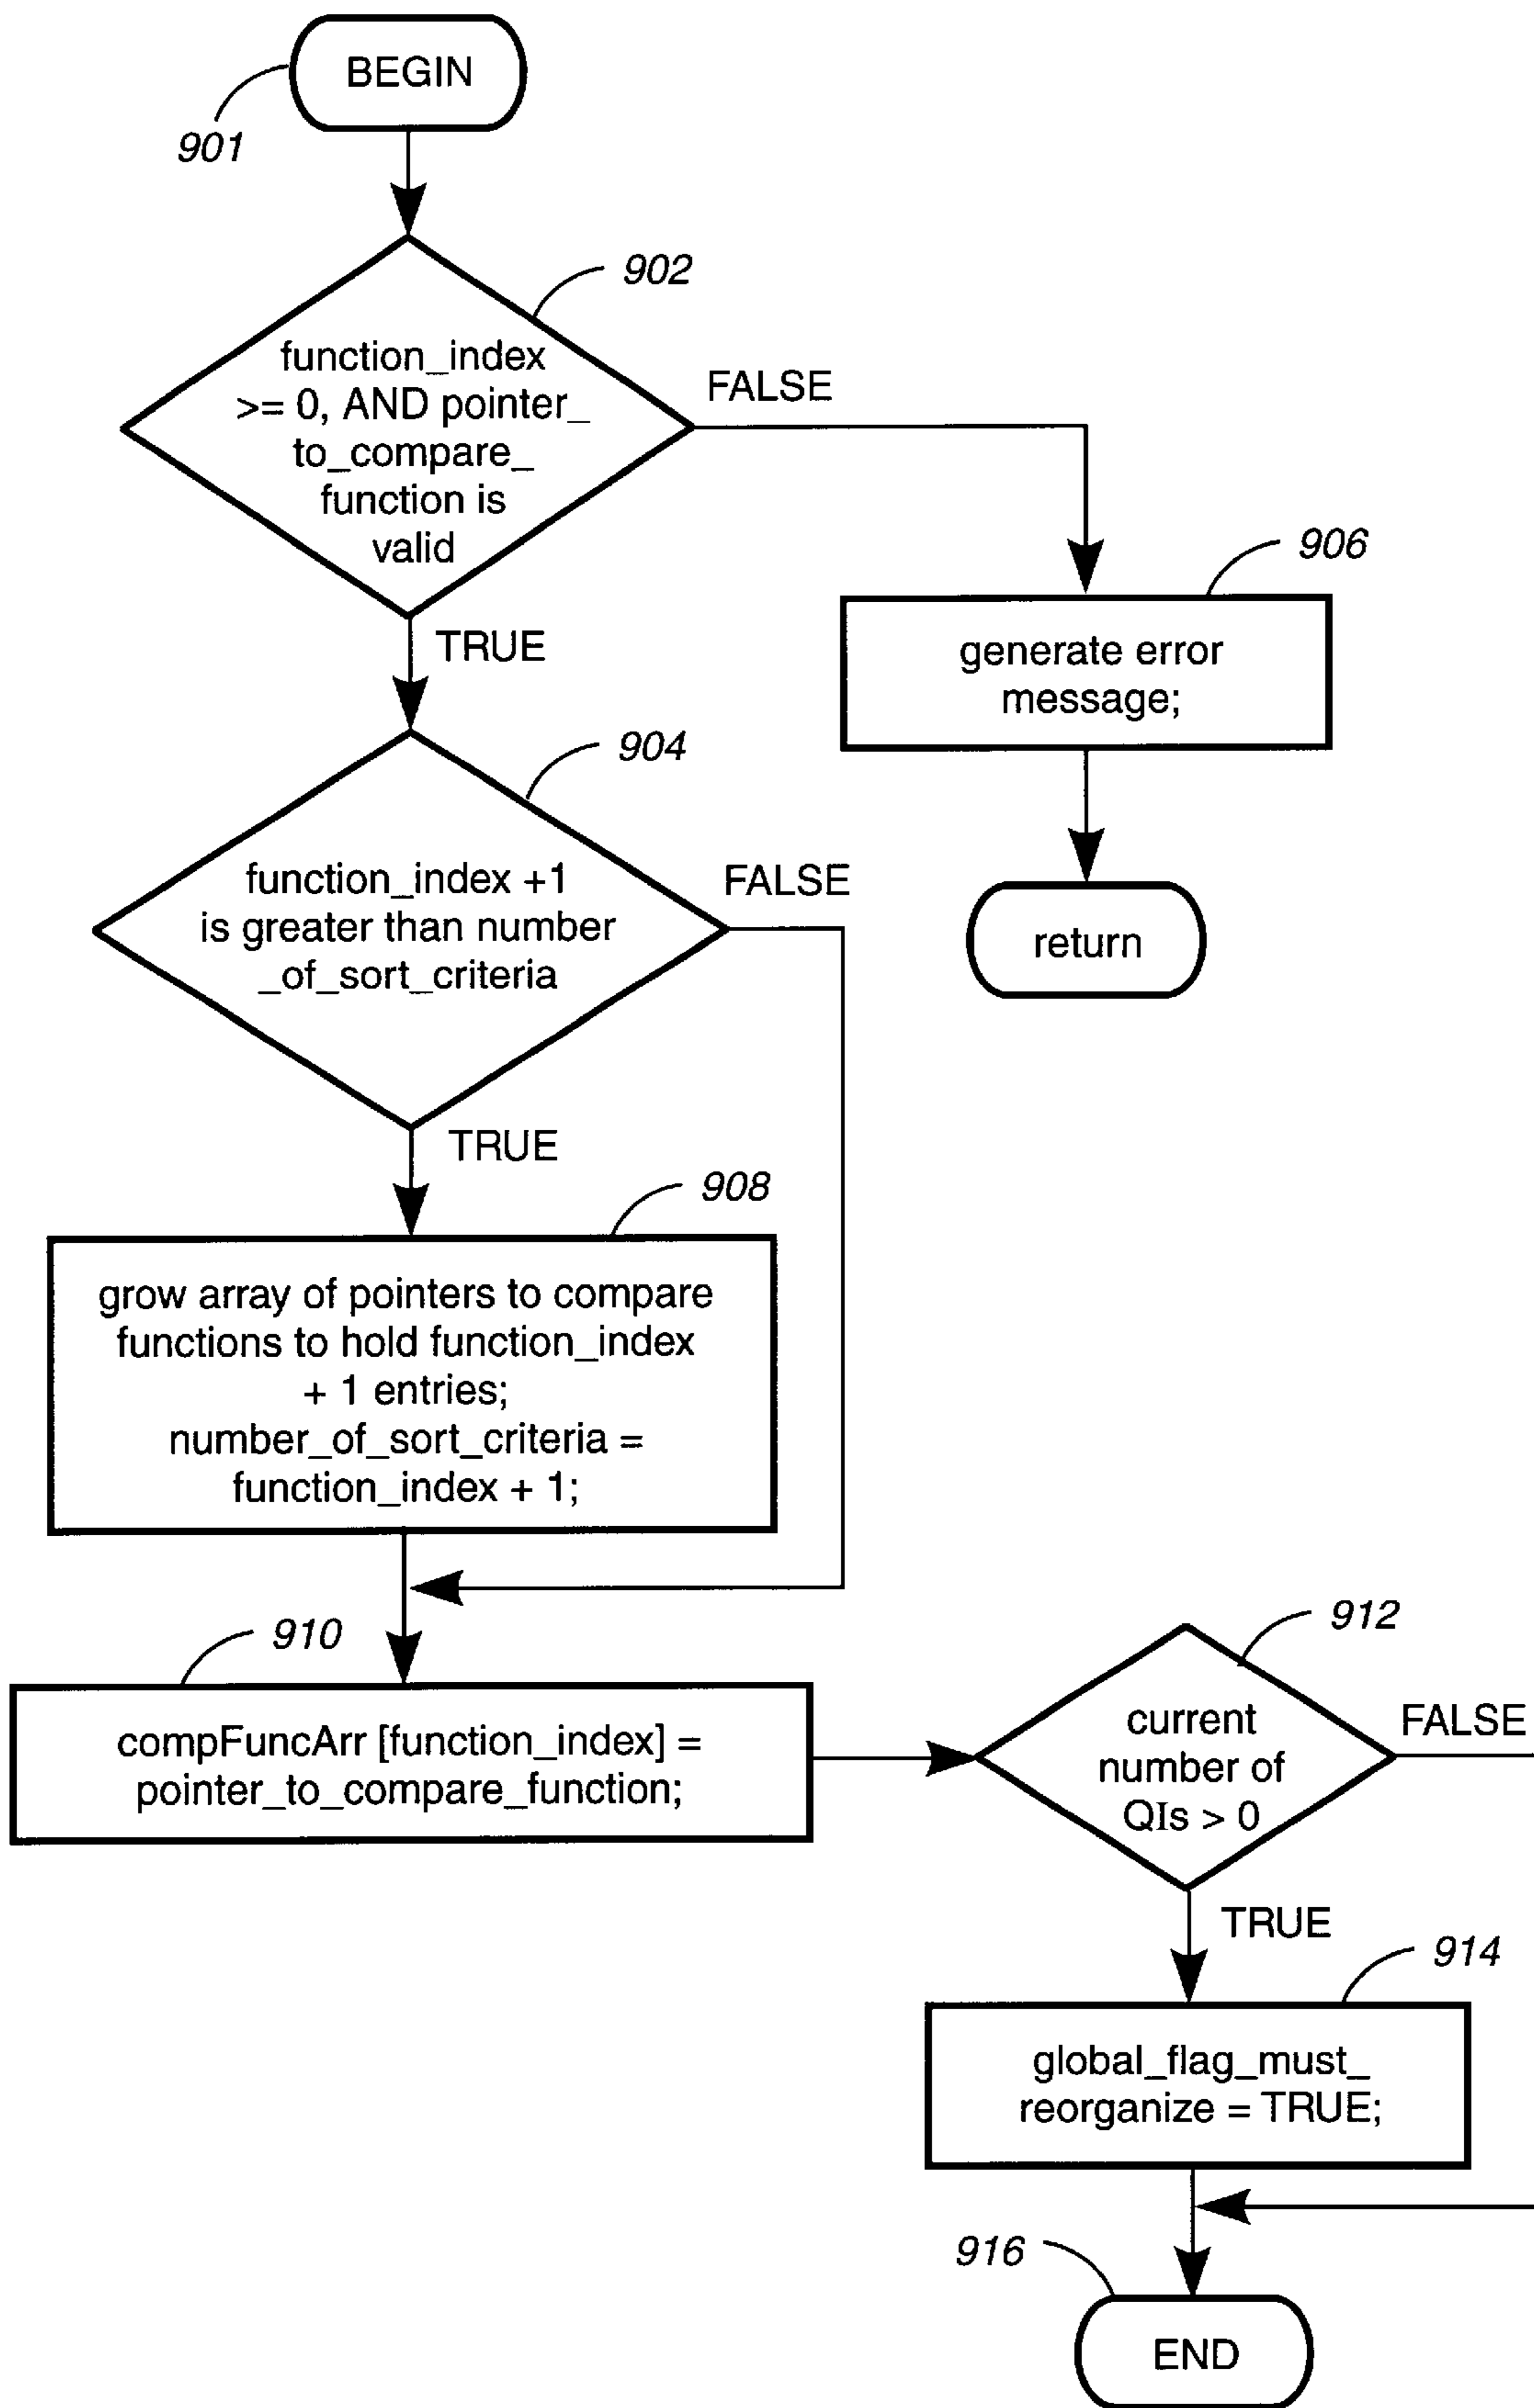 BEGIN
901
902
function_index
>= 0, AND pointer_
to_compare_
function is
valid
FALSE
TRUE
906
generate error
message;
return
904
function_index +1
is greater than number
_of_sort_criteria
FALSE
TRUE
908
grow array of pointers to compare
functions to hold function_index
+ 1 entries;
number_of_sort_criteria =
function_index + 1;
910
compFuncArr [function_index] =
pointer_to_compare_function;
912
current
number of
QIs > 0
FALSE
TRUE
914
global_flag_must_
reorganize = TRUE;
916
END